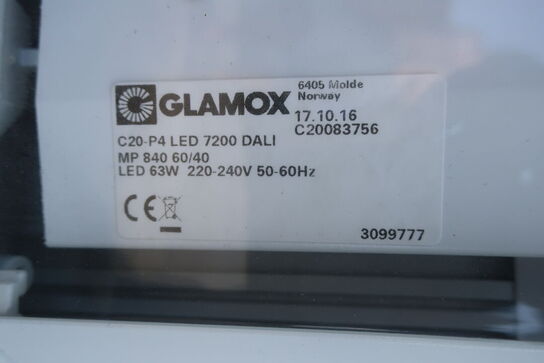 GLAMOX
6405 Molde
Norway
17.10.16
C20083756
C20-P4 LED 7200 DALI
MP 840 60/40
LED 63W 220-240V 50-60Hz
CE
3099777